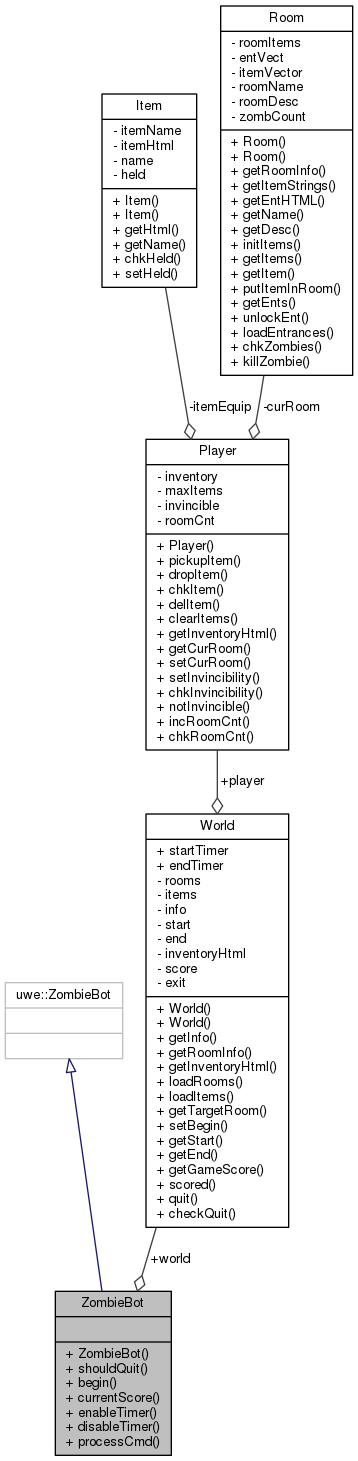 Room
- roomItems
- entVect
- itemVector
- roomName
- roomDesc
- zombCount
+ Room()
+ Room()
+ getRoomInfo()
+ getItemStrings()
+ getEntHTML()
+ getName()
+ getDesc()
+ initItems()
+ getItems()
+ getItem()
+ putItemInRoom()
+ getEnts()
+ unlockEnt()
+ loadEntrances()
+ chkZombies()
+ killZombie()
Item
- itemName
- itemHtml
- name
- held
+ Item()
+ Item()
+ getHtml()
+ getName()
+ chkHeld()
+ setHeld()
-itemEquip
-curRoom
Player
- inventory
- maxItems
- invincible
- roomCnt
+ Player()
+ pickupItem()
+ dropItem()
+ chkItem()
+ delItem()
+ clearItems()
+ getInventoryHtml()
+ getCurRoom()
+ setCurRoom()
+ setInvincibility()
+ chkInvincibility()
+ notInvincible()
+ incRoomCnt()
+ chkRoomCnt()
+player
World
+ startTimer
+ endTimer
- rooms
- items
- info
- start
- end
- inventoryHtml
- score
- exit
+ World()
+ World()
+ getInfo()
+ getRoomInfo()
+ getInventoryHtml()
+ loadRooms()
+ loadItems()
+ getTargetRoom()
+ setBegin()
+ getStart()
+ getEnd()
+ getGameScore()
+ scored()
+ quit()
+ checkQuit()
uwe::ZombieBot
+world
ZombieBot
+ ZombieBot()
+ shouldQuit()
+ begin()
+ currentScore()
+ enableTimer()
+ disableTimer()
+ processCmd()